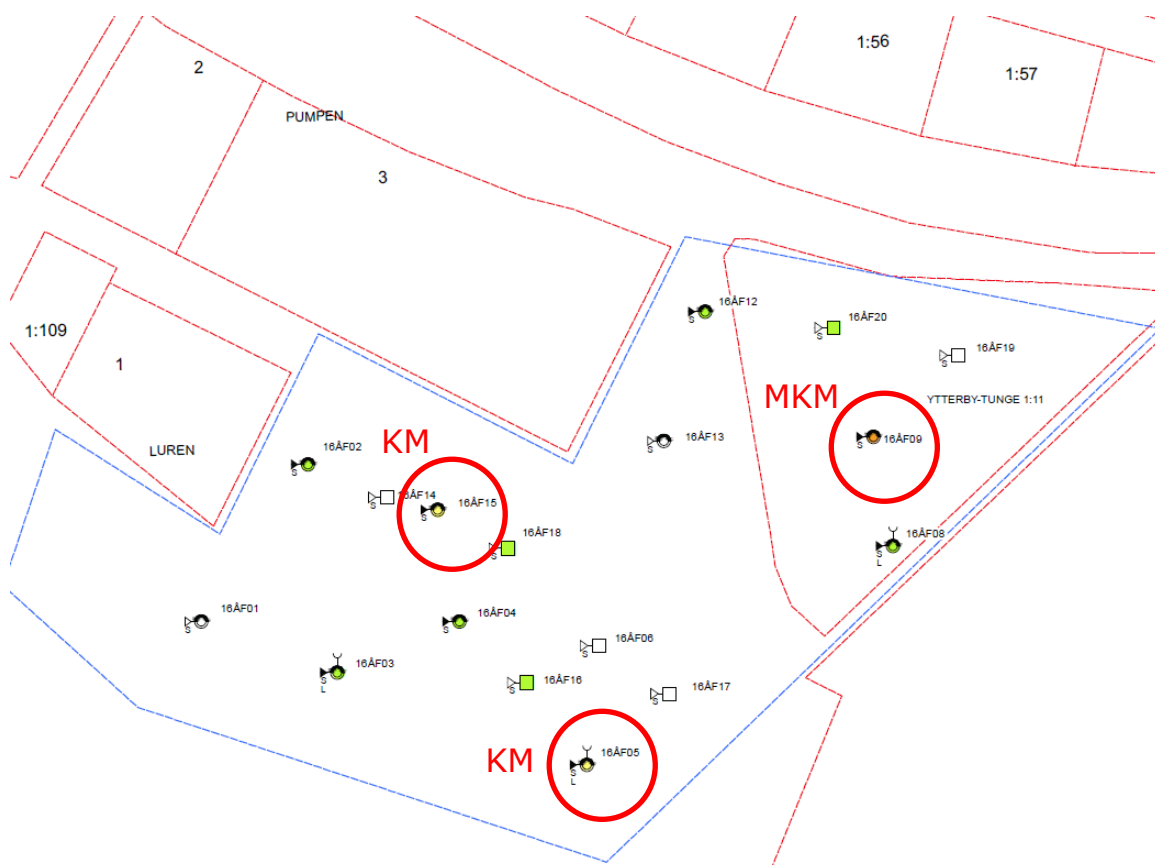 1:56
2
1:57
PUMPEN
3
16ÅF12
S
16ÅF20
S
1:109
16ÅF19
S
1
MKM
YTTERBY-TUNGE 1:11
KM
16ÅF13
S
16ÅF09
S
LUREN
16ÅF02
S
16ÅF14
S
16ÅF15
S
16ÅF18
S
16ÅF08
S
L
16ÅF01
S
16ÅF04
S
16ÅF06
S
16ÅF03
S
L
16ÅF16
S
16ÅF17
S
KM
16ÅF05
S
L